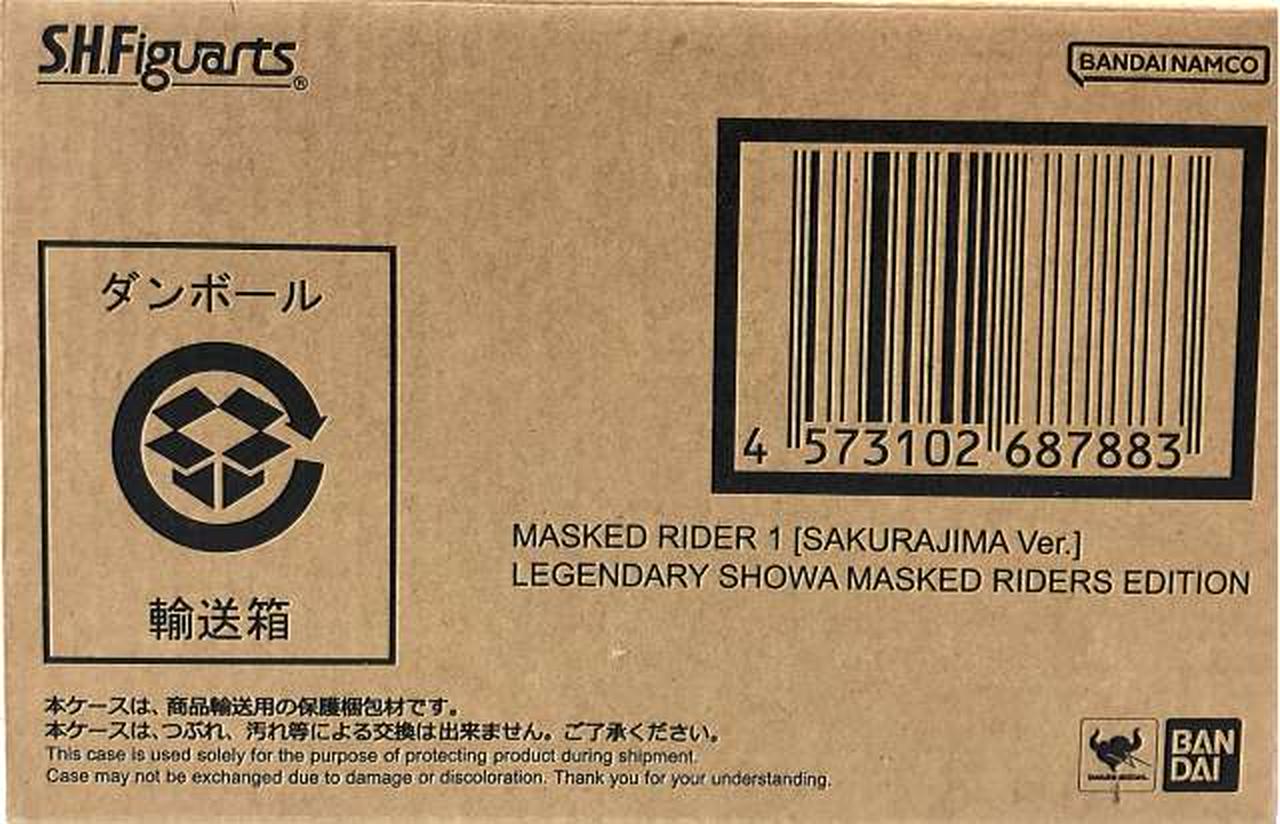 S.H.Figuarts®
BANDAI NAMCO
4 573102 687883
ダンボール
輸送箱
MASKED RIDER 1 [SAKURAJIMA Ver.]
LEGENDARY SHOWA MASKED RIDERS EDITION
本ケースは、商品輸送用の保護梱包材です。
本ケースは、つぶれ、汚れ等による交換は出来ません。ご了承ください。
This case is used solely for the purpose of protecting product during shipment.
Case may not be exchanged due to damage or discoloration. Thank you for your understanding.
BAN
DAI